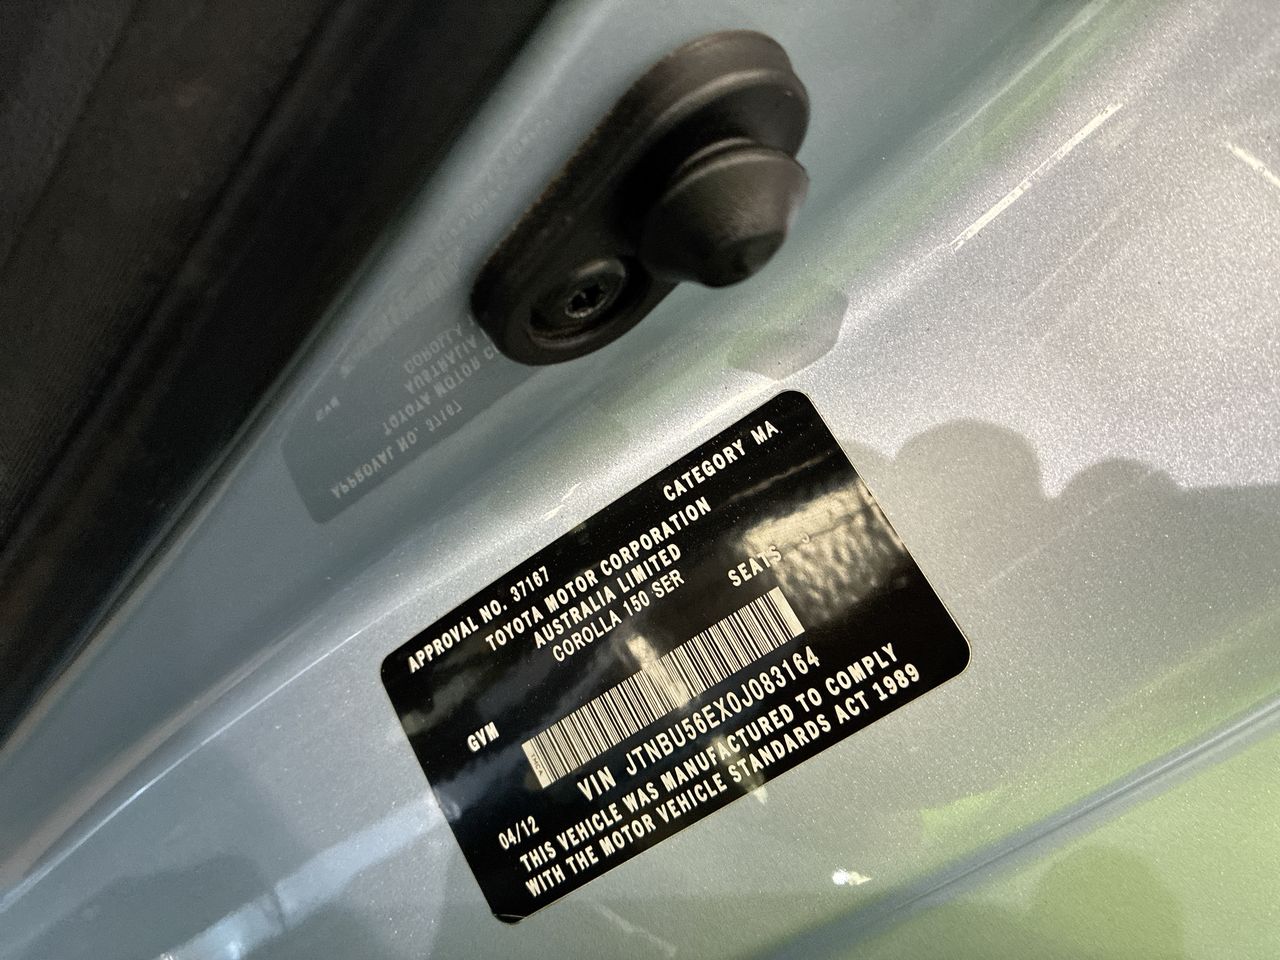 APPROVAL NO. 37167 CATEGORY MA
TOYOTA MOTOR CORPORATION
AUSTRALIA LIMITED
COROLLA 150 SER
GVM SEATS 5
VIN JTNBU56EX0J083164
04/12
THIS VEHICLE WAS MANUFACTURED TO COMPLY
WITH THE MOTOR VEHICLE STANDARDS ACT 1989